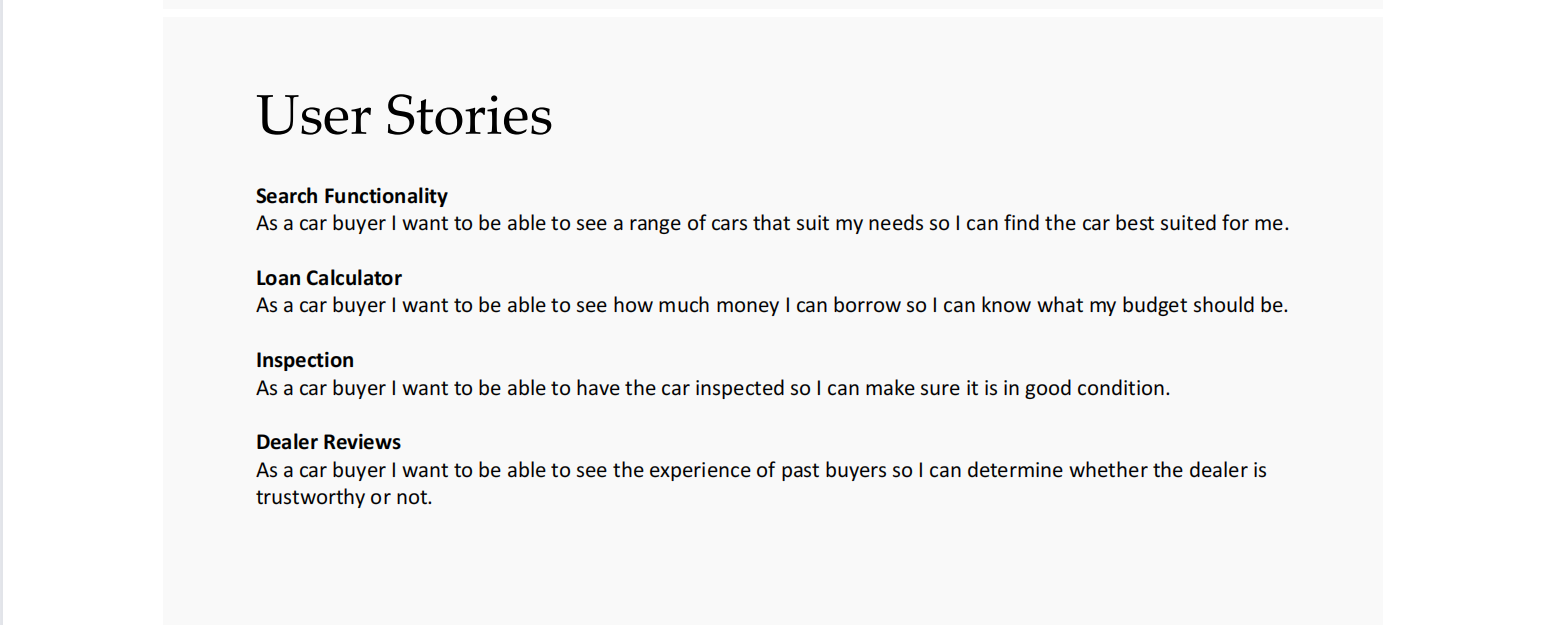 User Stories
Search Functionality
As a car buyer I want to be able to see a range of cars that suit my needs so I can find the car best suited for me.
Loan Calculator
As a car buyer I want to be able to see how much money I can borrow so I can know what my budget should be.
Inspection
As a car buyer I want to be able to have the car inspected so I can make sure it is in good condition.
Dealer Reviews
As a car buyer I want to be able to see the experience of past buyers so I can determine whether the dealer is
trustworthy or not.